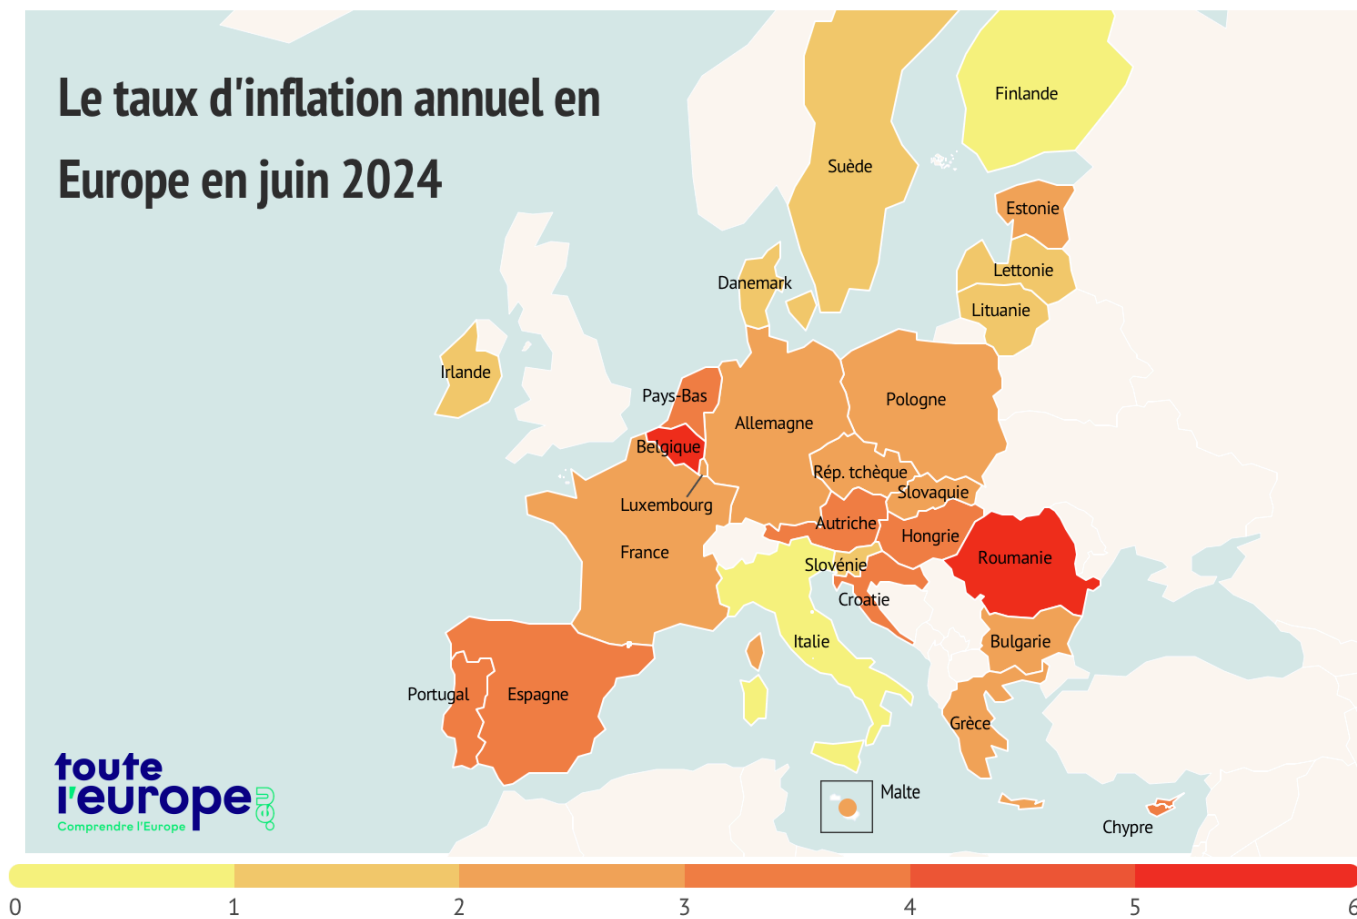 Le taux d'inflation annuel en
Europe en juin 2024
Finlande
Suède
Estonie
Lettonie
Danemark
Lituanie
Irlande
Pays-Bas
Pologne
Allemagne
Belgique
Rép. tchèque
Slovaquie
Luxembourg
Autriche
Hongrie
France
Roumanie
Slovénie
Croatie
Italie
Bulgarie
Portugal
Espagne
Grèce
Malte
Chypre
toute
l'europe.eu
Comprendre l'Europe
0 1 2 3 4 5 6